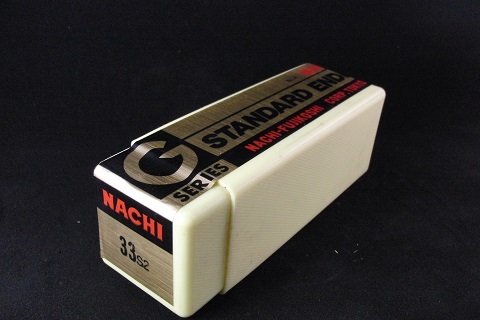 G
SERIES
STANDARD END
NACHI-FUJIKOSHI CORP. TOKYO
NACHI
33S2